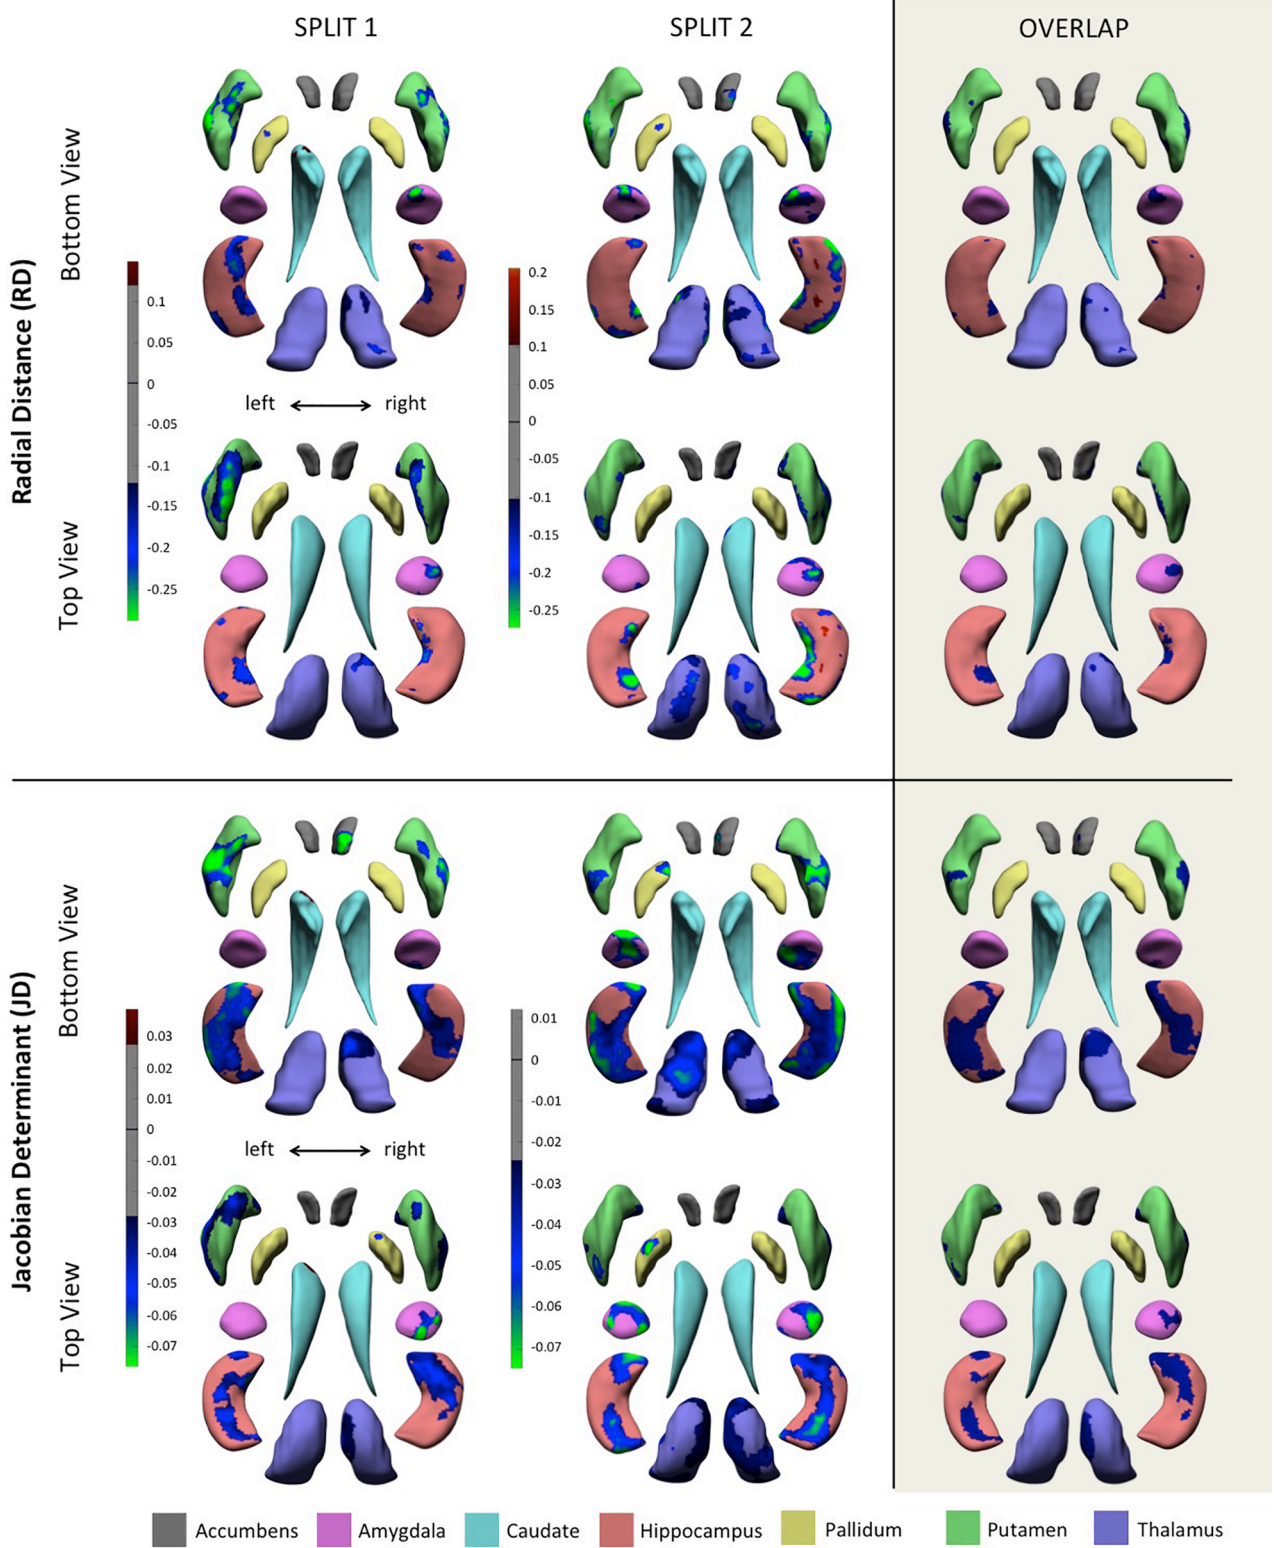 SPLIT 1
SPLIT 2
OVERLAP
Radial Distance (RD)
Bottom View
0.1
0.05
0
-0.05
-0.1
-0.15
-0.2
-0.25
0.2
0.15
0.1
0.05
0
-0.05
-0.1
-0.15
-0.2
-0.25
left
right
Top View
Jacobian Determinant (JD)
Bottom View
0.03
0.02
0.01
0
-0.01
-0.02
-0.03
-0.04
-0.05
-0.06
-0.07
0.01
0
-0.01
-0.02
-0.03
-0.04
-0.05
-0.06
-0.07
left
right
Top View
Accumbens
Amygdala
Caudate
Hippocampus
Pallidum
Putamen
Thalamus